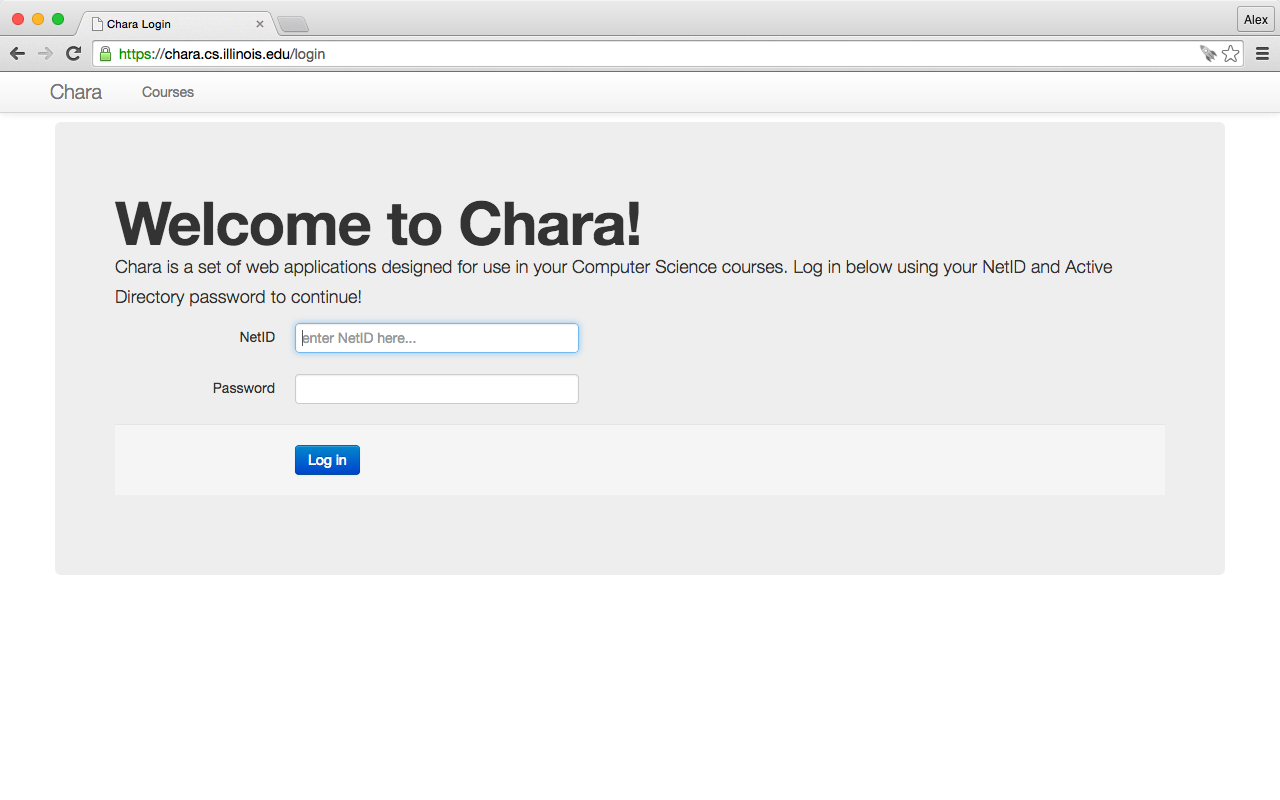 Chara Login
Alex
https://chara.cs.illinois.edu/login
Chara
Courses
Welcome to Chara!
Chara is a set of web applications designed for use in your Computer Science courses. Log in below using your NetID and Active
Directory password to continue!
NetID
enter NetID here...
Password
Log in